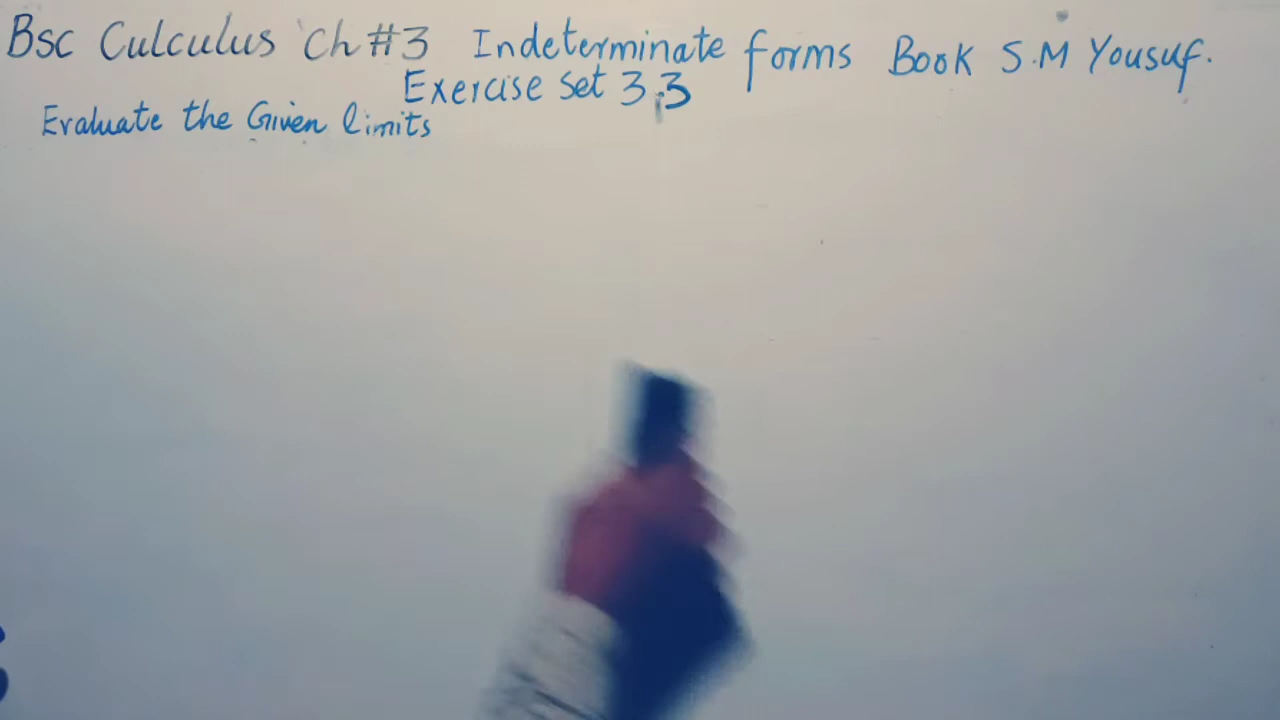 Bsc Culculus Ch #3 Indeterminate forms Book S.M Yousuf.
Exercise set 3.3
Evaluate the Given limits